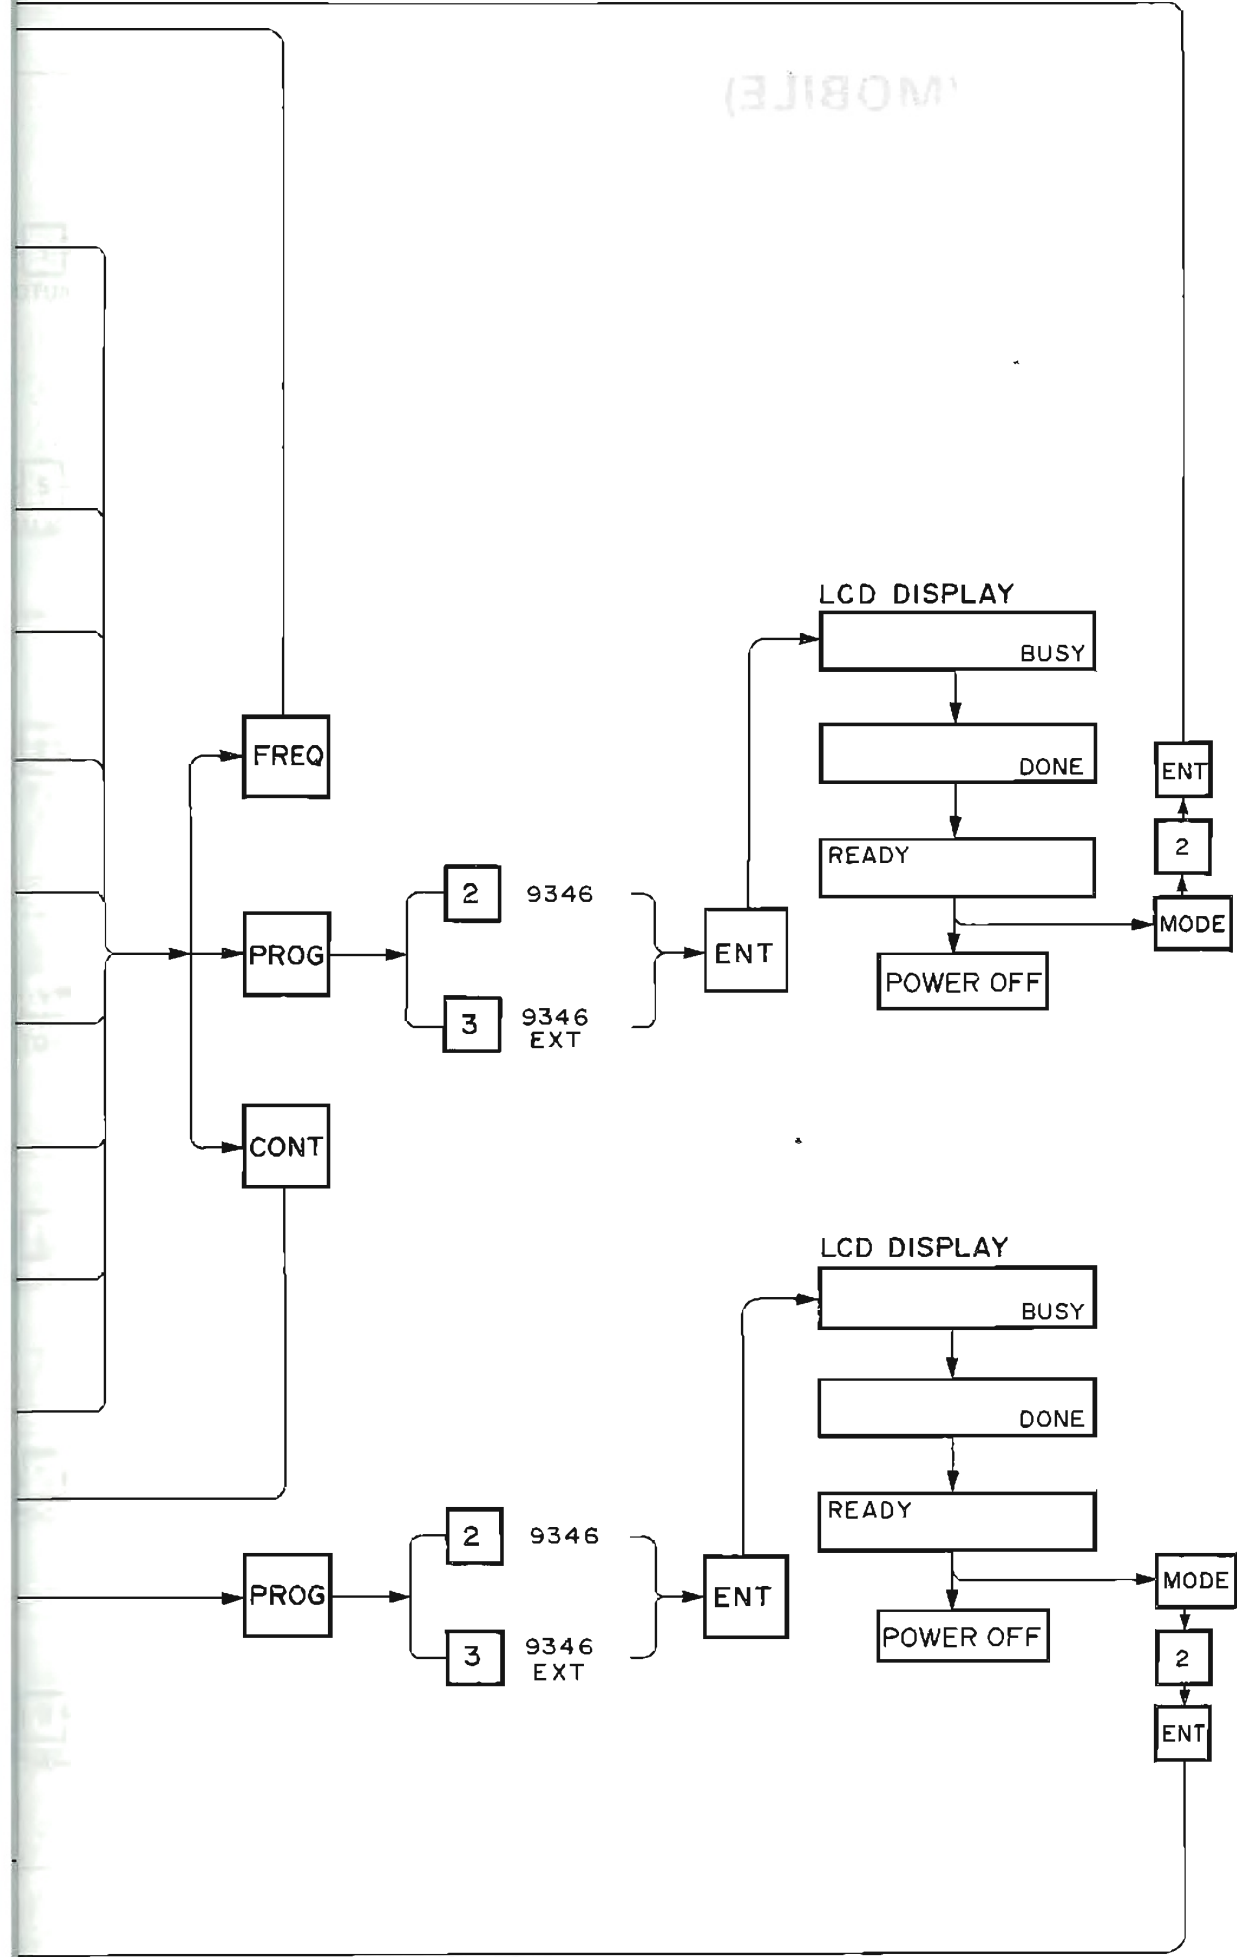 (MOBILE)
LCD DISPLAY
BUSY
FREQ
DONE
ENT
READY
2
2 9346
MODE
PROG
ENT
POWER OFF
3 9346
EXT
CONT
LCD DISPLAY
BUSY
DONE
READY
2 9346
PROG
ENT
MODE
POWER OFF
3 9346
EXT
2
ENT